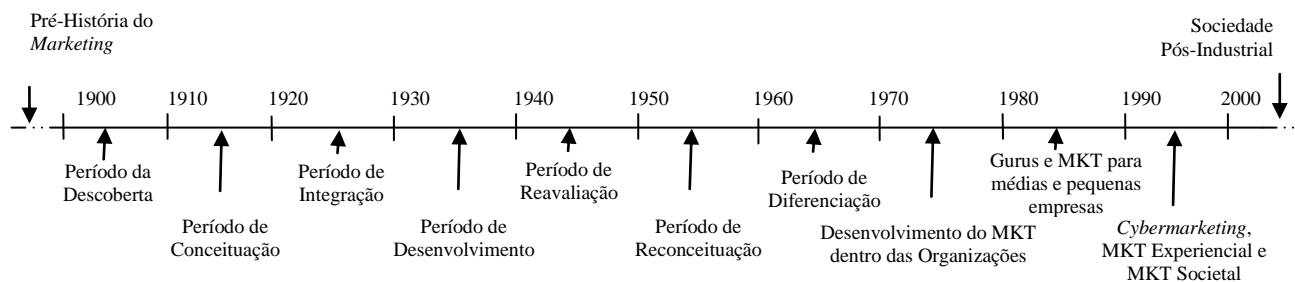 Pré-História do
Marketing
Sociedade
Pós-Industrial
1900 1910 1920 1930 1940 1950 1960 1970 1980 1990 2000
Período da
Descoberta
Período de
Conceituação
Período de
Integração
Período de
Desenvolvimento
Período de
Reavaliação
Período de
Reconceituação
Período de
Diferenciação
Desenvolvimento do MKT
dentro das Organizações
Gurus e MKT para
médias e pequenas
empresas
Cybermarketing,
MKT Experiencial e
MKT Societal